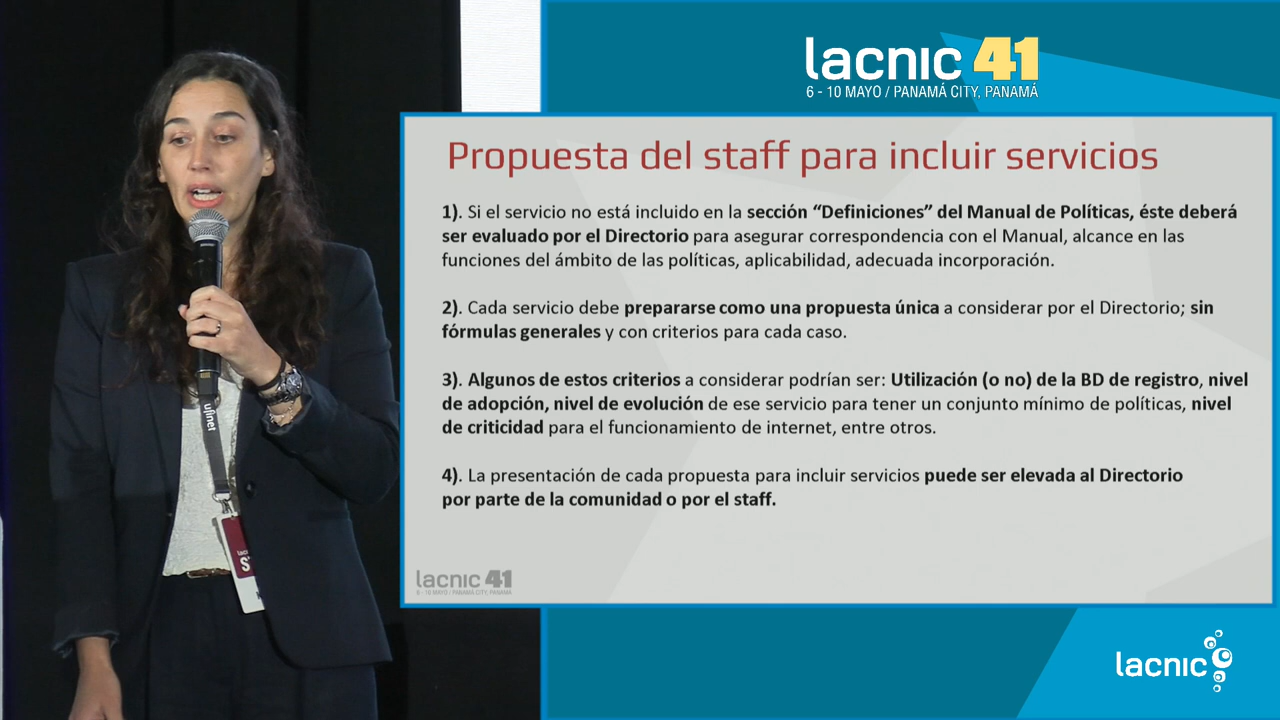 lacnic 41
6 - 10 MAYO / PANAMÁ CITY, PANAMÁ
Propuesta del staff para incluir servicios
1). Si el servicio no está incluido en la sección “Definiciones” del Manual de Políticas, éste deberá
ser evaluado por el Directorio para asegurar correspondencia con el Manual, alcance en las
funciones del ámbito de las políticas, aplicabilidad, adecuada incorporación.
2). Cada servicio debe prepararse como una propuesta única a considerar por el Directorio; sin
fórmulas generales y con criterios para cada caso.
3). Algunos de estos criterios a considerar podrían ser: Utilización (o no) de la BD de registro, nivel
de adopción, nivel de evolución de ese servicio para tener un conjunto mínimo de políticas, nivel
de criticidad para el funcionamiento de internet, entre otros.
4). La presentación de cada propuesta para incluir servicios puede ser elevada al Directorio
por parte de la comunidad o por el staff.
lacnic 41
6 - 10 MAYO / PANAMÁ CITY, PANAMÁ
lacnic
ufinet